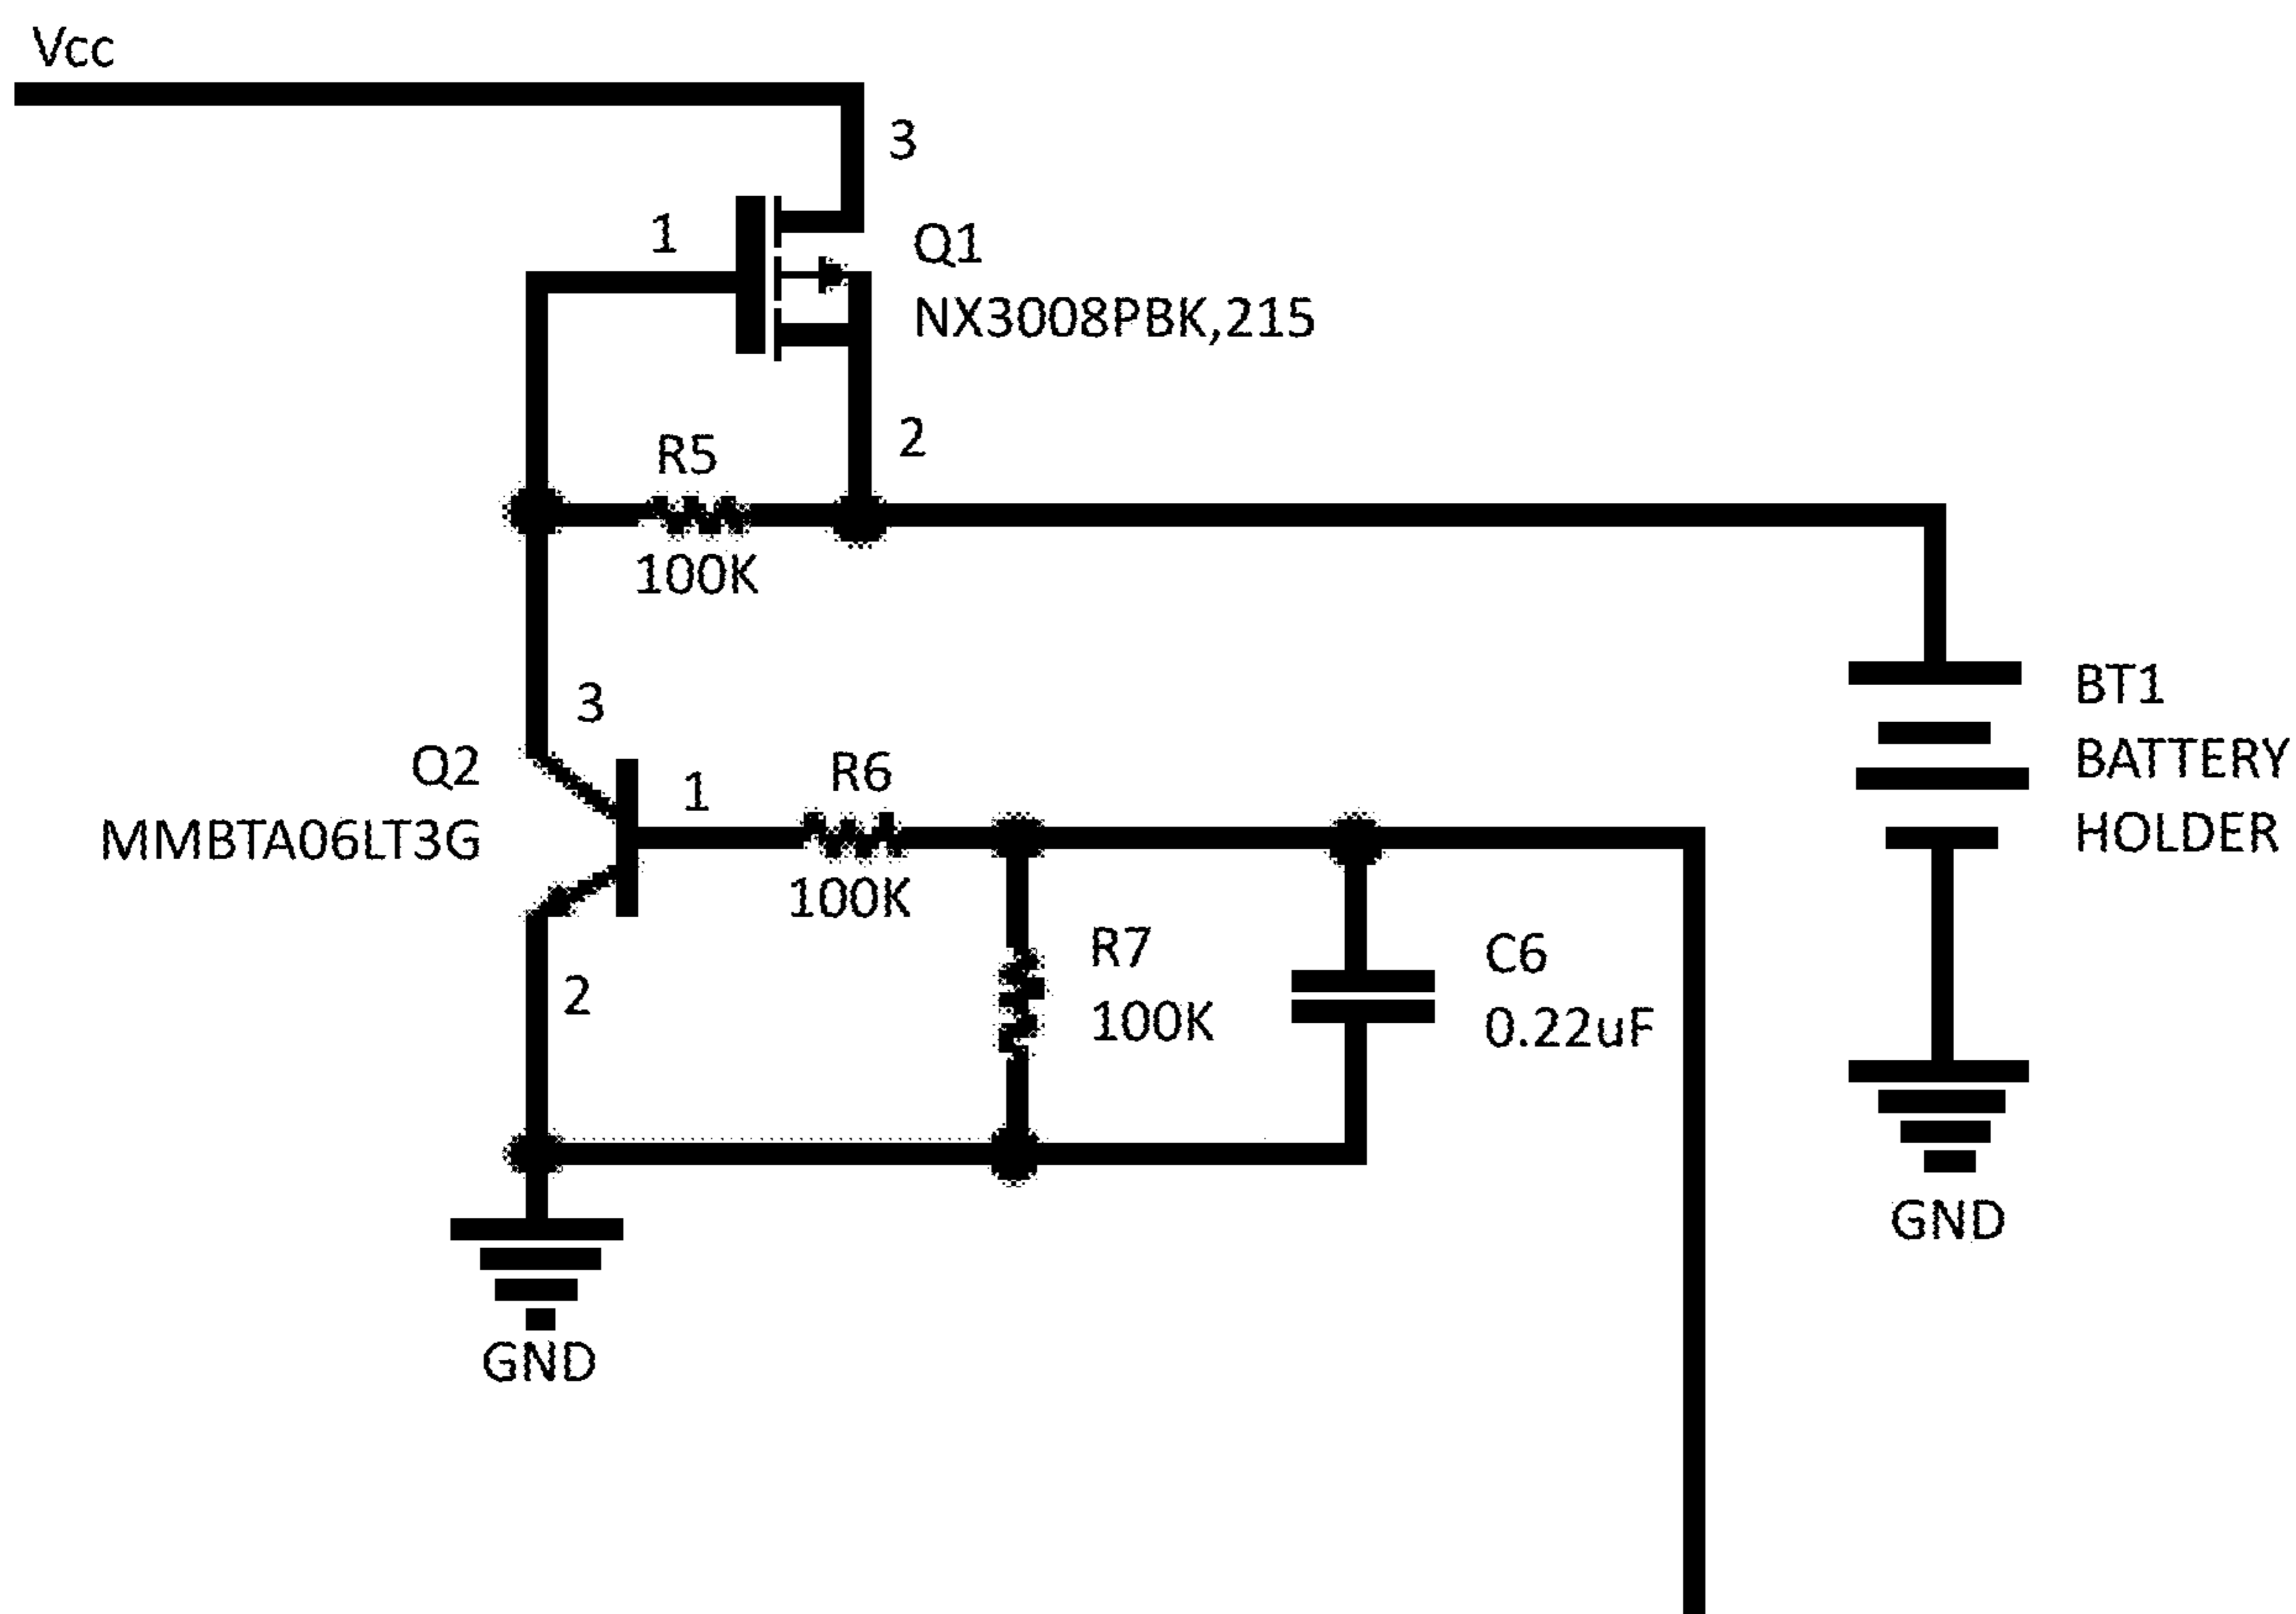 Vcc
3
1
Q1
NX3008PBK,215
2
R5
100K
3
Q2
MMBTA06LT3G
1
R6
100K
2
R7
100K
C6
0.22uF
BT1
BATTERY
HOLDER
GND
GND